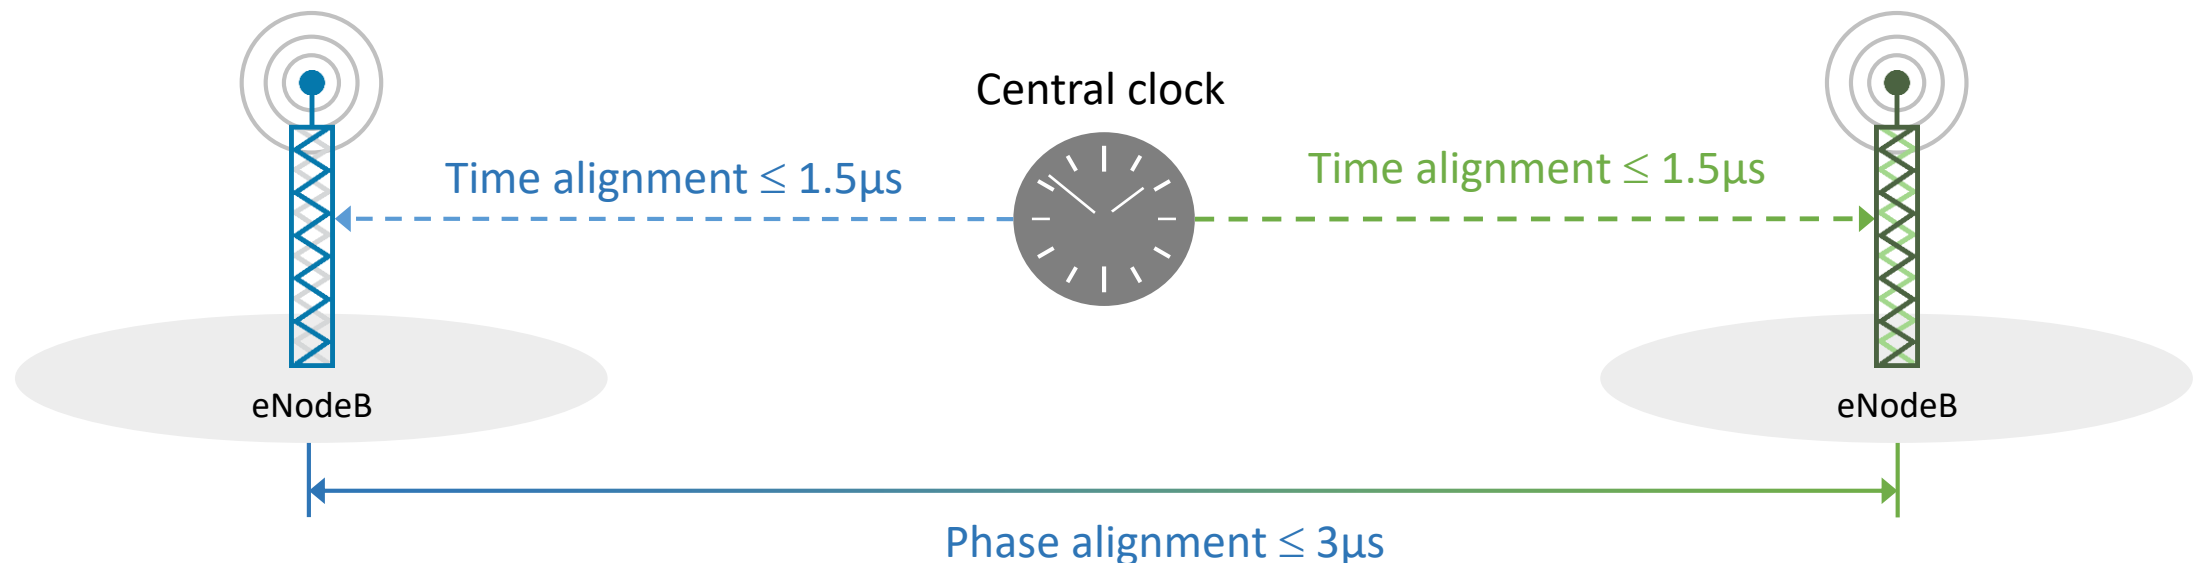 Central clock
Time alignment ≤ 1.5µs
Time alignment ≤ 1.5µs
eNodeB
eNodeB
Phase alignment ≤ 3µs